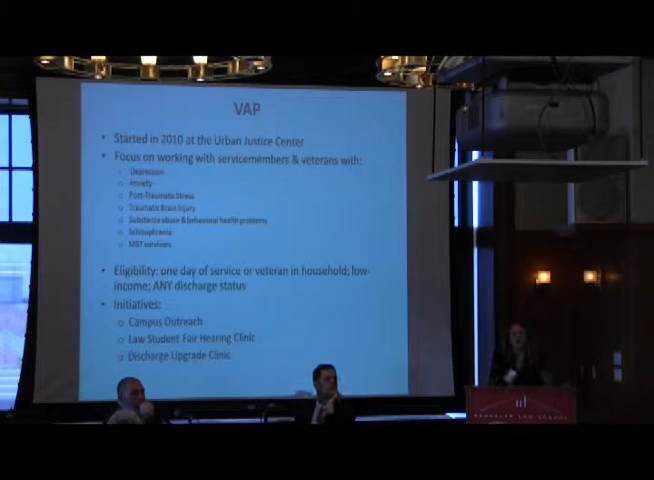 VAP
• Started in 2010 at the Urban Justice Center
• Focus on working with servicemembers & veterans with:
o Depression
o Anxiety
o Post-Traumatic Stress
o Traumatic Brain Injury
o Substance abuse & behavioral health problems
o Schizophrenia
o MST survivors
• Eligibility: one day of service or veteran in household; low-
income; ANY discharge status
• Initiatives:
o Campus Outreach
o Law Student Fair Hearing Clinic
o Discharge Upgrade Clinic
BROOKLYN LAW SCHOOL